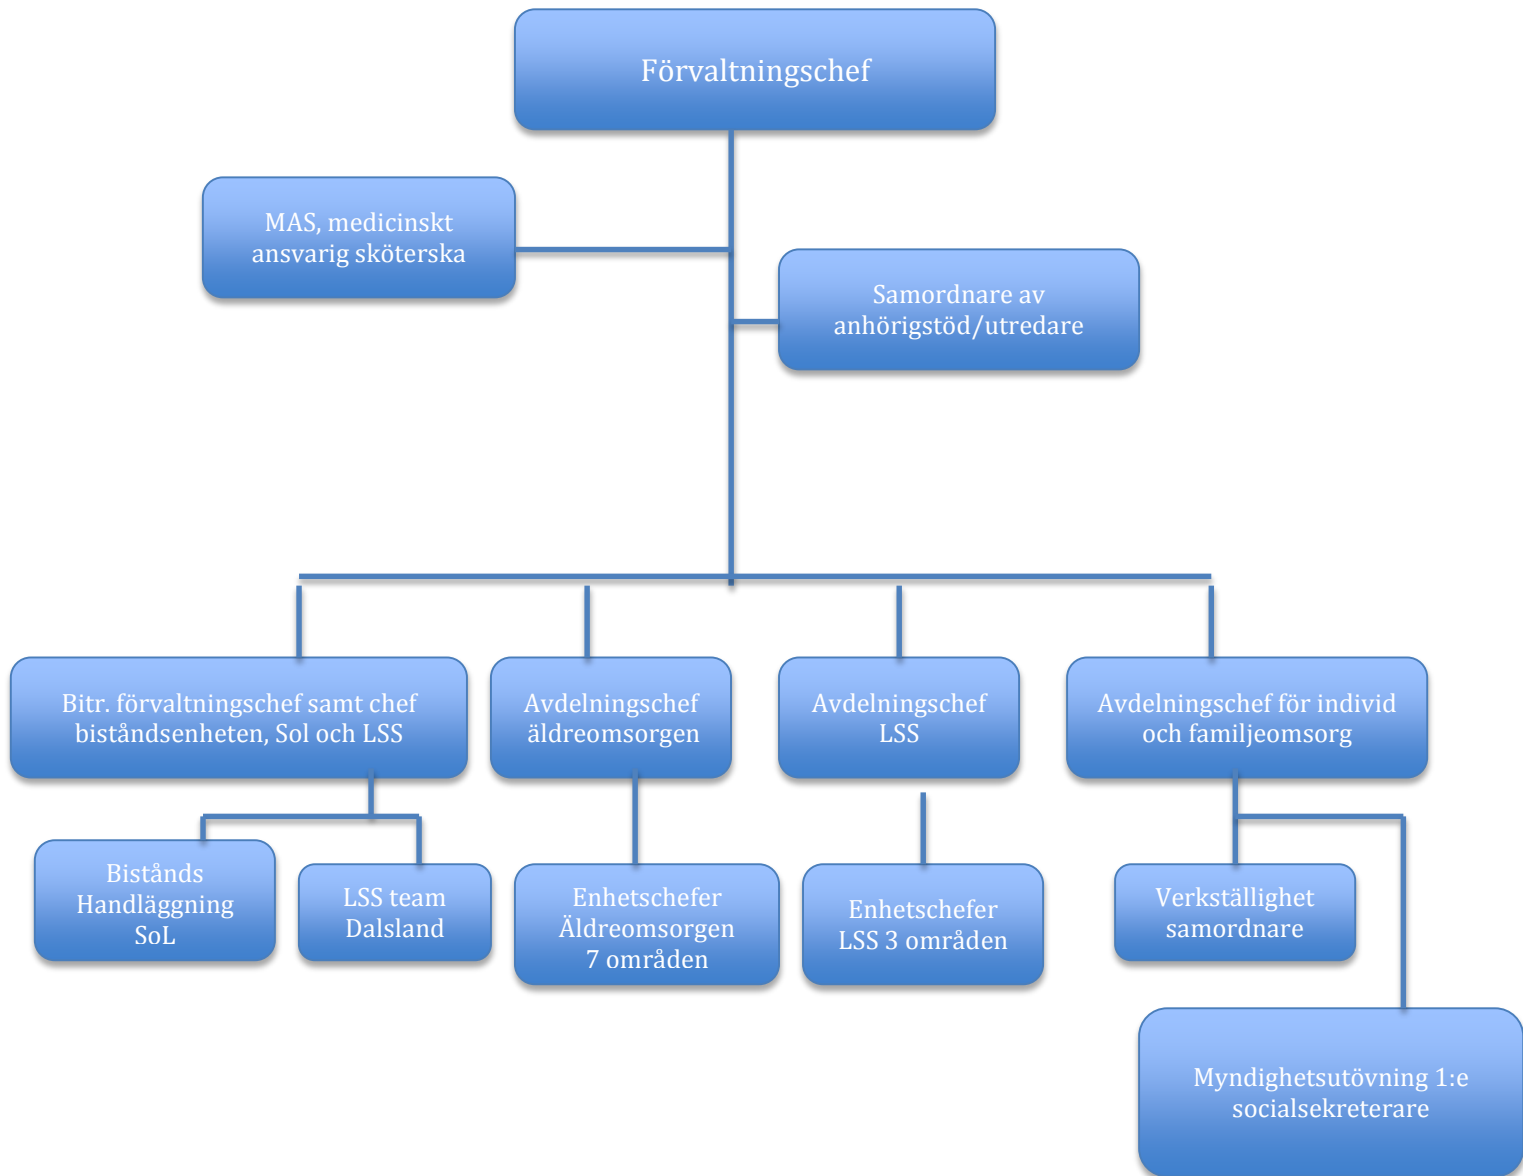 Förvaltningschef
MAS, medicinskt
ansvarig sköterska
Samordnare av
anhörigstöd/utredare
Bitr. förvaltningschef samt chef
biståndsenheten, Sol och LSS
Avdelningschef
äldreomsorgen
Avdelningschef
LSS
Avdelningschef för individ
och familjeomsorg
Bistånds
Handläggning
SoL
LSS team
Dalsland
Enhetschefer
Äldreomsorgen
7 områden
Enhetschefer
LSS 3 områden
Verkställighet
samordnare
Myndighetsutövning 1:e
socialsekreterare